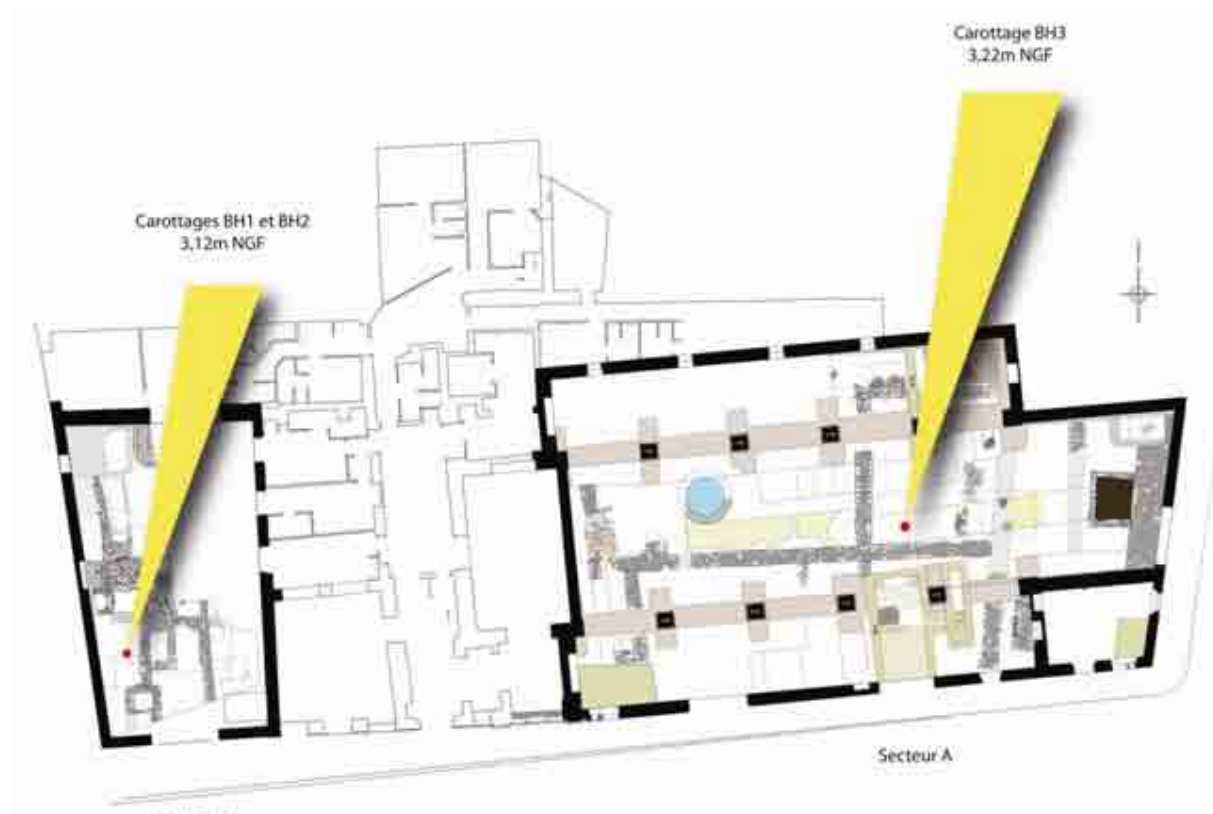 Carottage BH3
3,22m NGF
Carottages BH1 et BH2
3,12m NGF
Secteur A